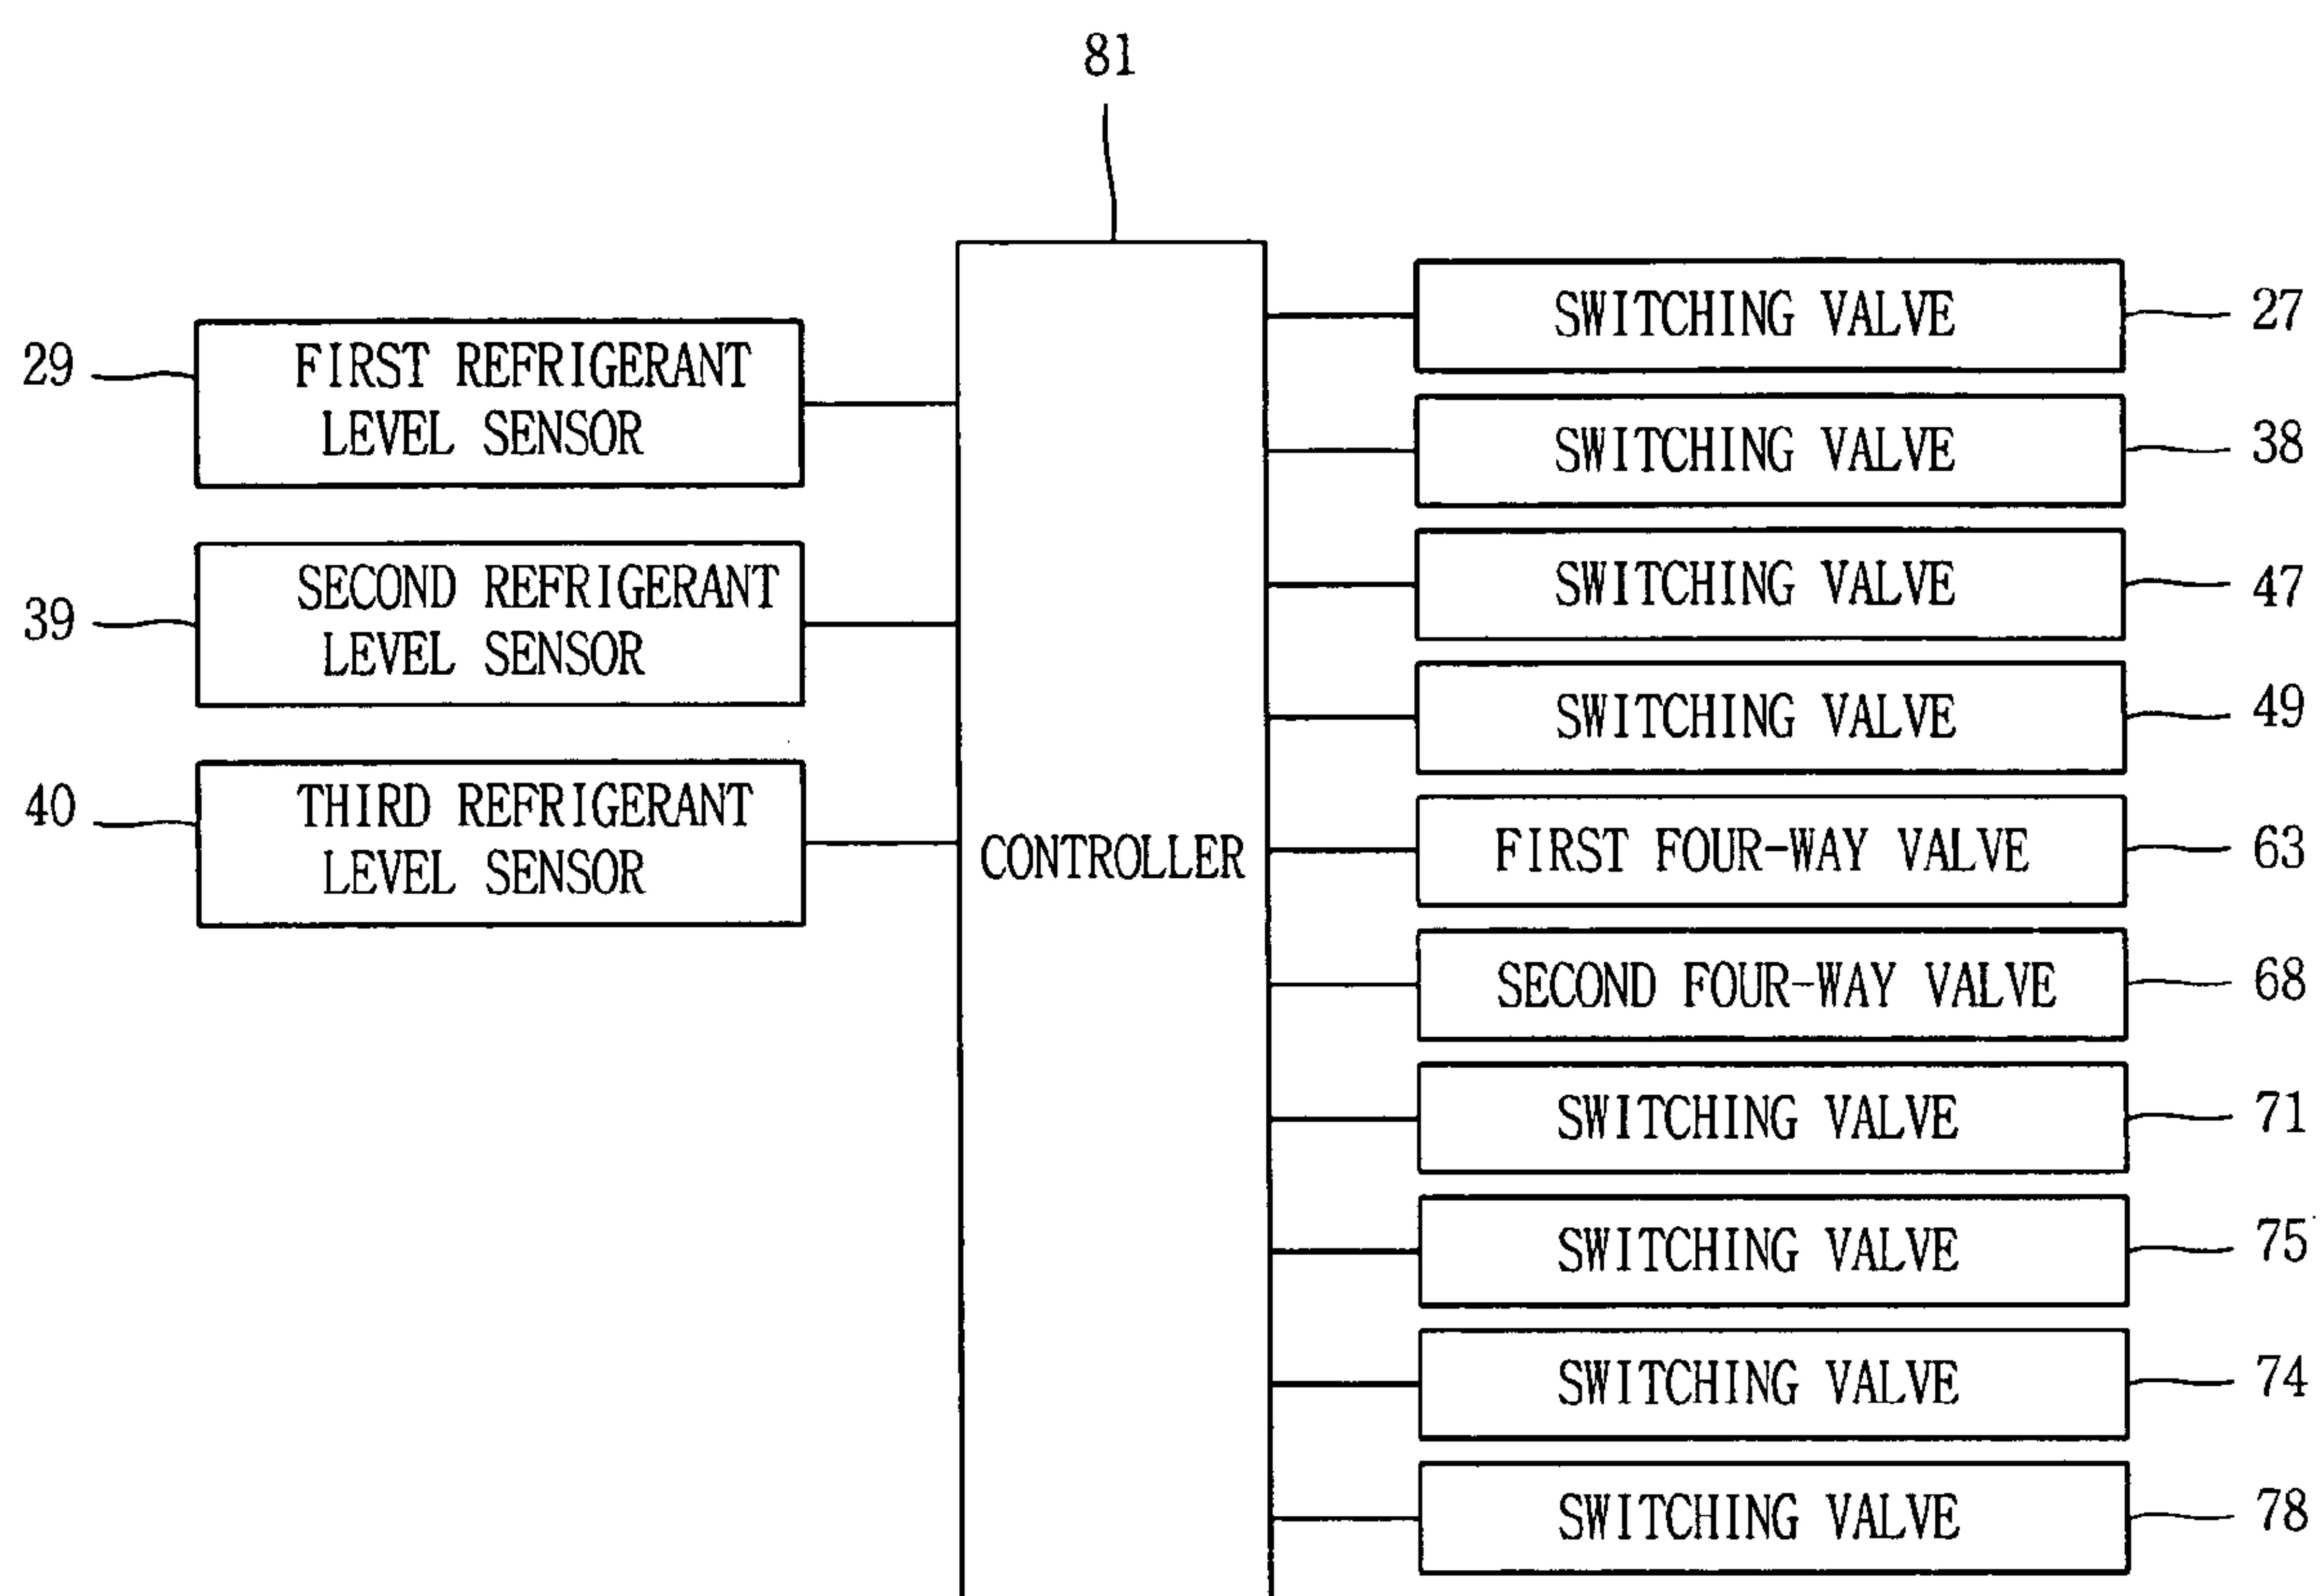 81
29
FIRST REFRIGERANT
LEVEL SENSOR
39
SECOND REFRIGERANT
LEVEL SENSOR
40
THIRD REFRIGERANT
LEVEL SENSOR
CONTROLLER
SWITCHING VALVE
27
SWITCHING VALVE
38
SWITCHING VALVE
47
SWITCHING VALVE
49
FIRST FOUR-WAY VALVE
63
SECOND FOUR-WAY VALVE
68
SWITCHING VALVE
71
SWITCHING VALVE
75
SWITCHING VALVE
74
SWITCHING VALVE
78